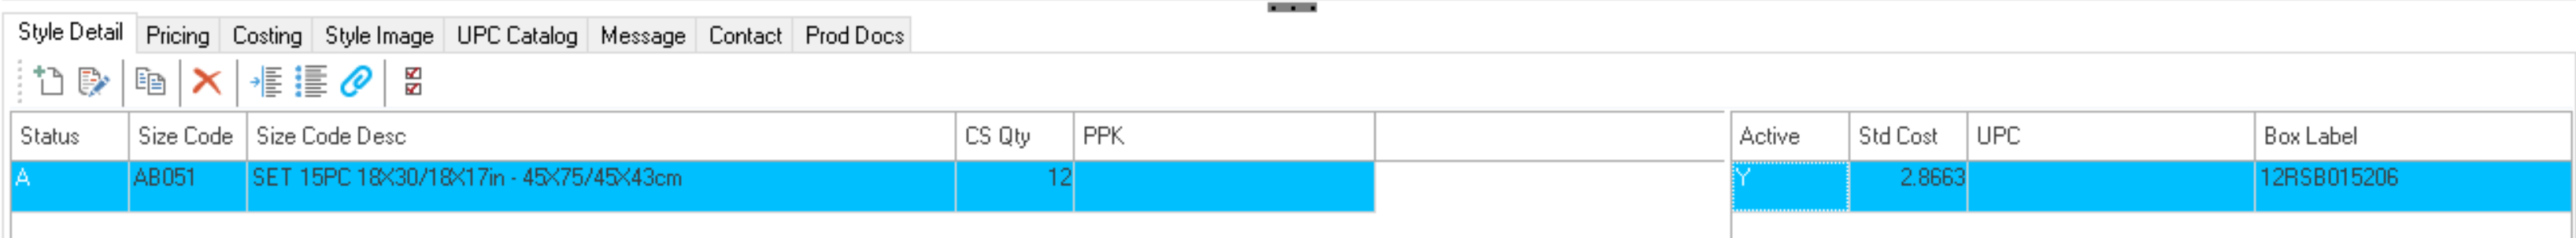 Style Detail Pricing Costing Style Image UPC Catalog Message Contact Prod Docs
Status Size Code Size Code Desc CS Qty PPK Active Std Cost UPC Box Label
A AB051 SET 15PC 18X30/18X17in - 45X75/45X43cm 12 Y 2.8663 12RSB015206